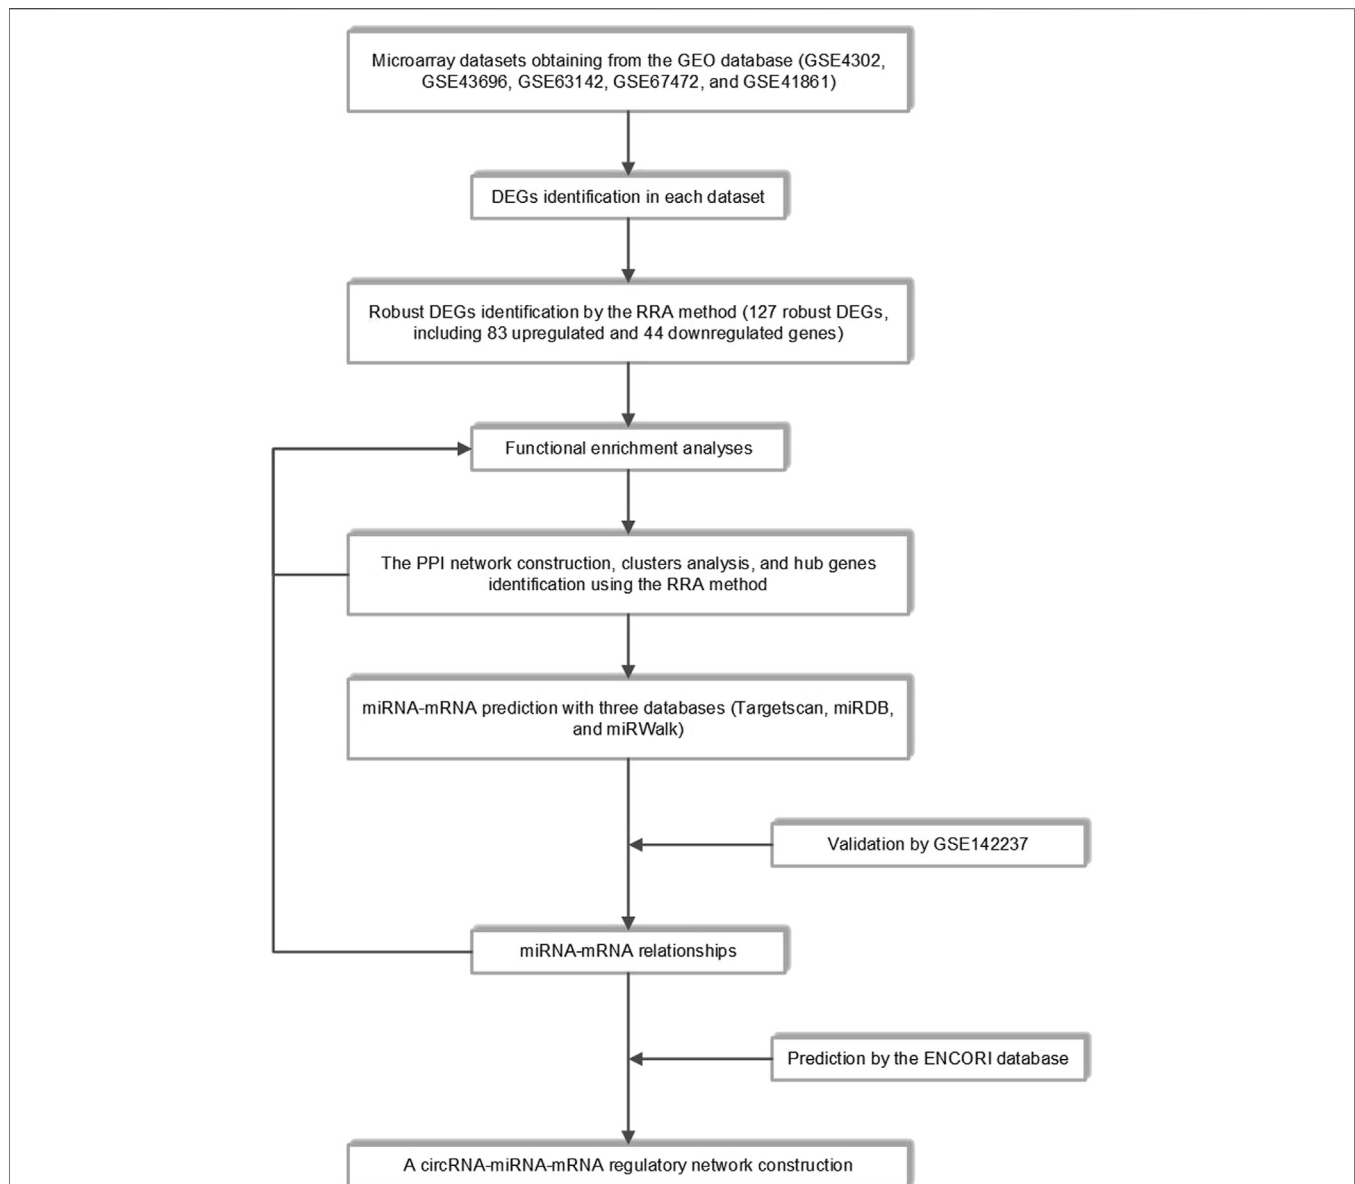 Microarray datasets obtaining from the GEO database (GSE4302,
GSE43696, GSE63142, GSE67472, and GSE41861)
DEGs identification in each dataset
Robust DEGs identification by the RRA method (127 robust DEGs,
including 83 upregulated and 44 downregulated genes)
Functional enrichment analyses
The PPI network construction, clusters analysis, and hub genes
identification using the RRA method
miRNA-mRNA prediction with three databases (Targetscan, miRDB,
and miRWalk)
Validation by GSE142237
miRNA-mRNA relationships
Prediction by the ENCORI database
A circRNA-miRNA-mRNA regulatory network construction